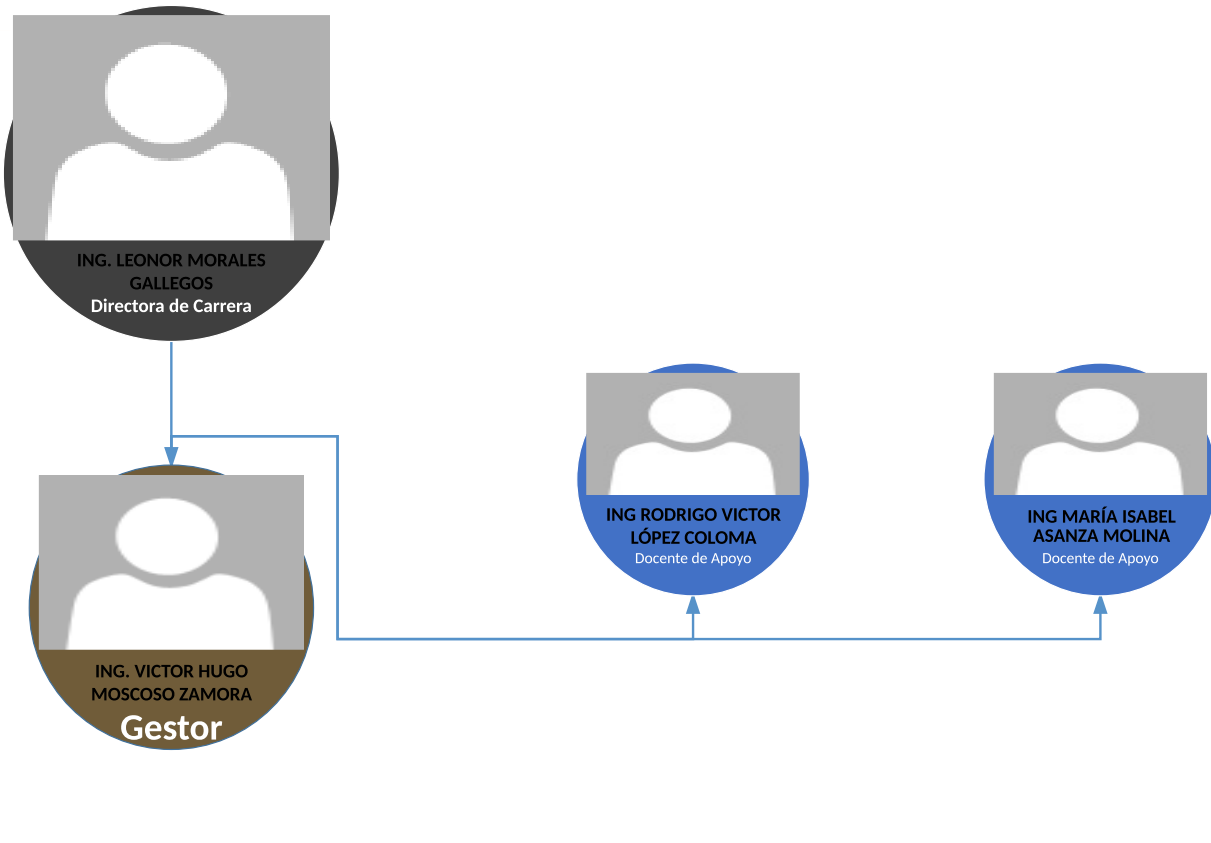 ING. LEONOR MORALES
GALLEGOS
Directora de Carrera
ING RODRIGO VICTOR
LÓPEZ COLOMA
Docente de Apoyo
ING MARÍA ISABEL
ASANZA MOLINA
Docente de Apoyo
ING. VICTOR HUGO
MOSCOSO ZAMORA
Gestor